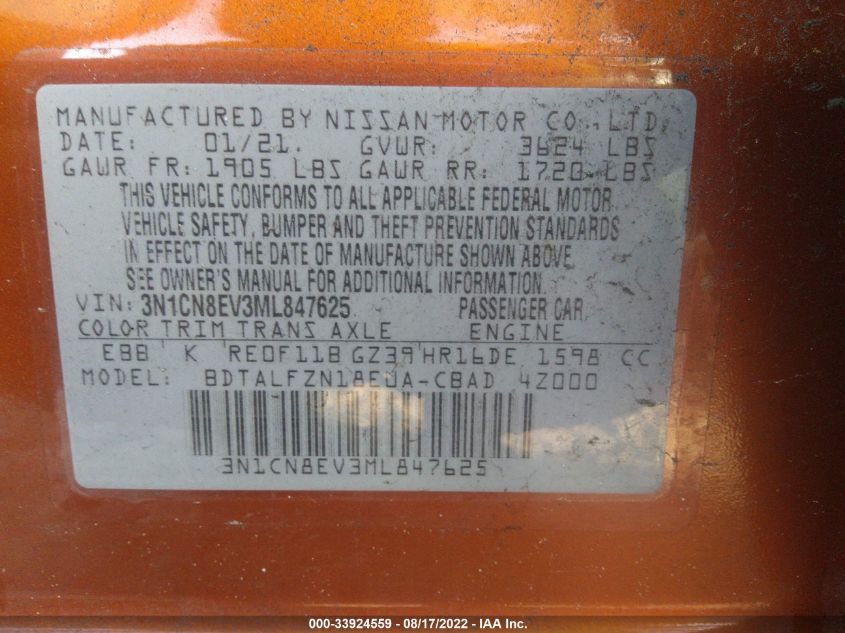 MANUFACTURED BY NISSAN MOTOR CO., LTD.
DATE: 01/21. GVWR: 3624 LBS
GAWR FR: 1905 LBS GAWR RR: 1720 LBS
THIS VEHICLE CONFORMS TO ALL APPLICABLE FEDERAL MOTOR
VEHICLE SAFETY, BUMPER AND THEFT PREVENTION STANDARDS
IN EFFECT ON THE DATE OF MANUFACTURE SHOWN ABOVE.
SEE OWNER'S MANUAL FOR ADDITIONAL INFORMATION.
VIN: 3N1CN8EV3ML847625 PASSENGER CAR
COLOR TRIM TRANS AXLE ENGINE
EBB K RE0F11B GZ39 HR16DE 1598 CC
MODEL: BDTALFZN18EUA-CBAD 4Z000
3N1CN8EV3ML847625
000-33924559 - 08/17/2022 - IAA Inc.